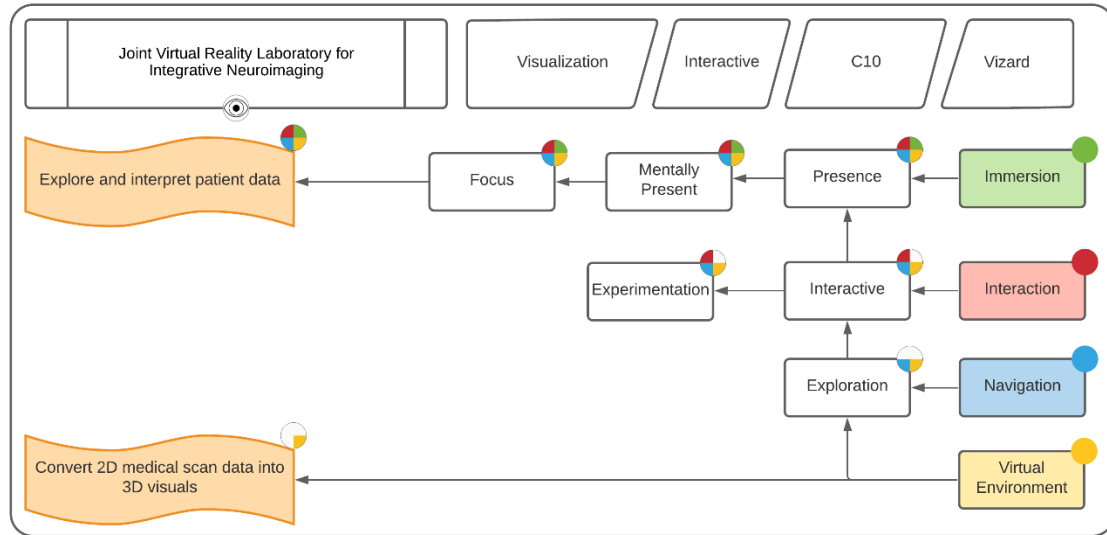 Joint Virtual Reality Laboratory for
Integrative Neuroimaging
Visualization
Interactive
C10
Vizard
Explore and interpret patient data
Focus
Mentally
Present
Presence
Immersion
Experimentation
Interactive
Interaction
Exploration
Navigation
Convert 2D medical scan data into
3D visuals
Virtual
Environment